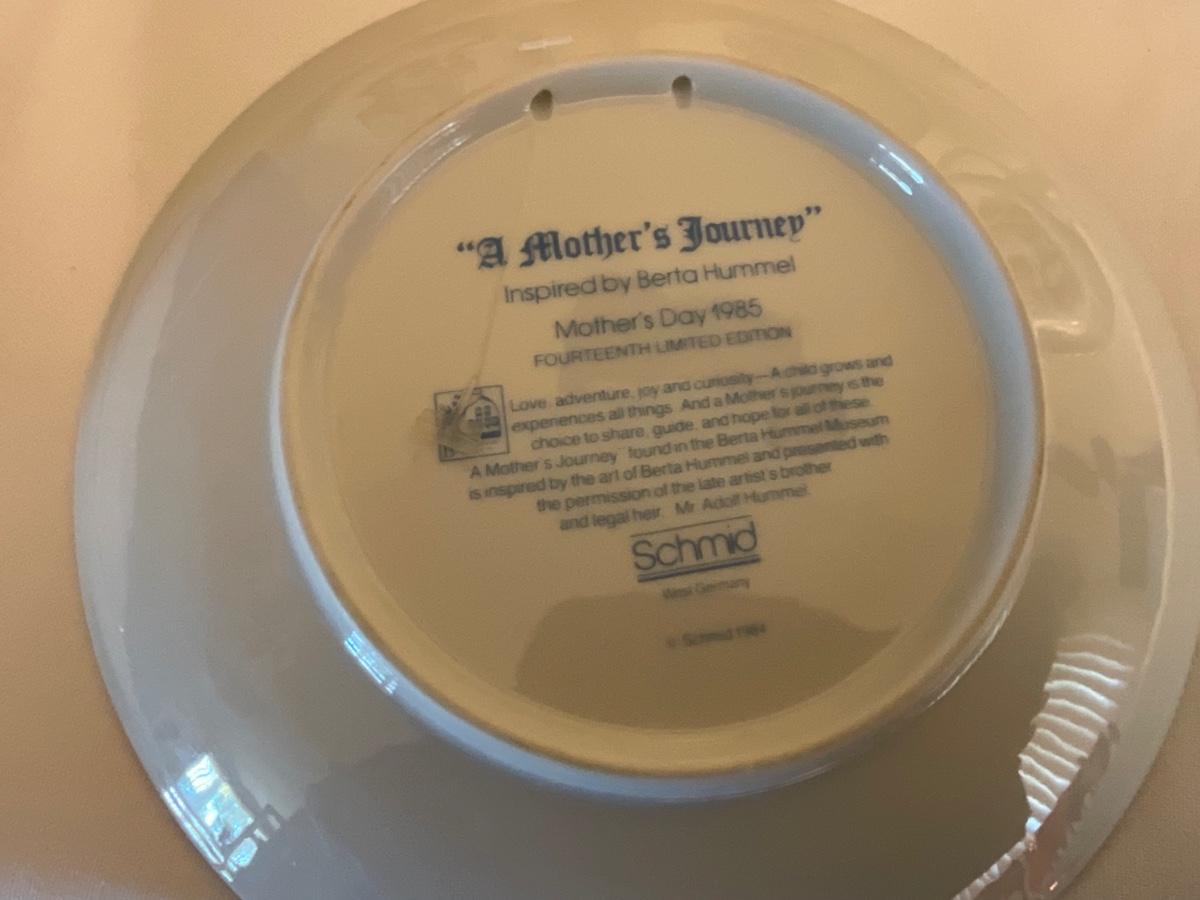 “A Mother's Journey”
Inspired by Berta Hummel
Mother's Day 1985
FOURTEENTH LIMITED EDITION
Love, adventure, joy and curiosity—A child grows and
experiences all things. And a Mother's journey is the
choice to share, guide, and hope for all of these.
A Mother's Journey" found in the Berta Hummel Museum
is inspired by the art of Berta Hummel and presented with
the permission of the late artist's brother
and legal heir, Mr. Adolf Hummel.
Schmid
West Germany
© Schmid 1984